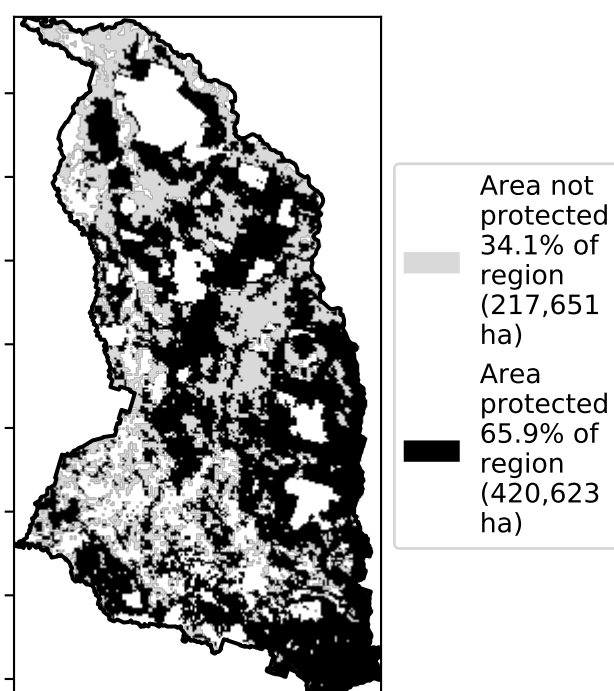 Area not
protected
34.1% of
region
(217,651
ha)
Area
protected
65.9% of
region
(420,623
ha)